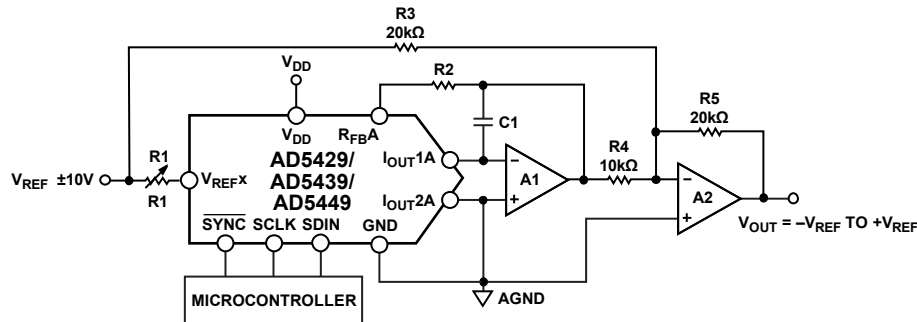 R3
20kΩ
VDD
R2
R5
20kΩ
C1
VDD
RFBA
R1
AD5429/
AD5439/
AD5449
IOUT1A
R4
10kΩ
A1
VREF ±10V
VREFx
R1
IOUT2A
A2
SYNC SCLK SDIN GND
VOUT = –VREF TO +VREF
MICROCONTROLLER
AGND